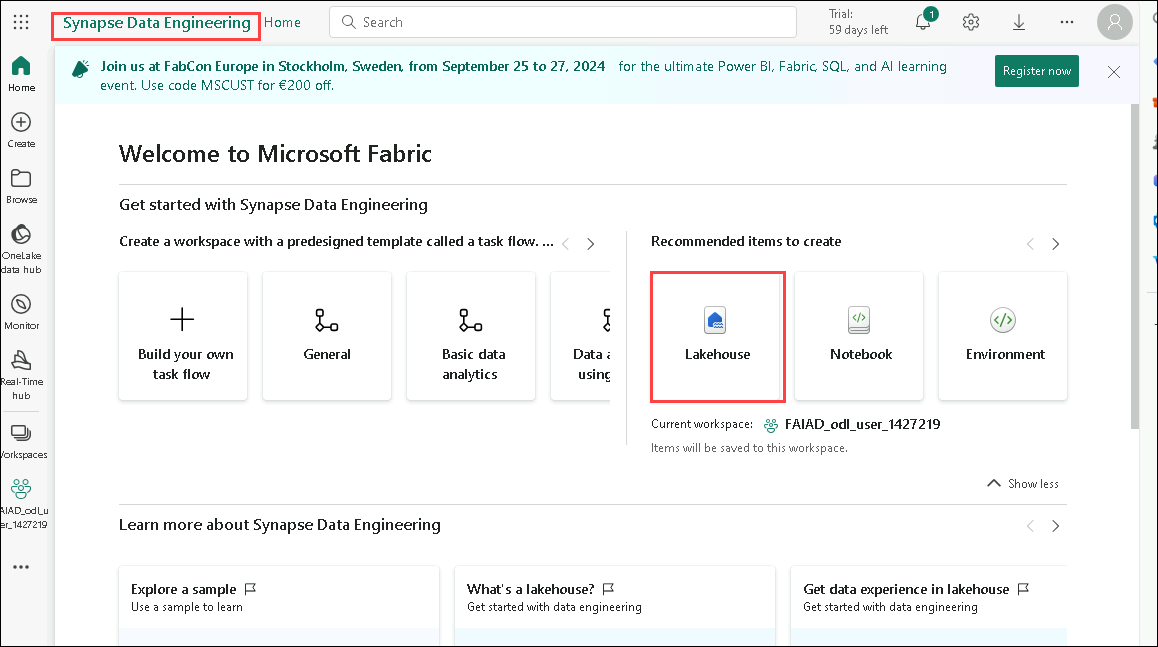 Synapse Data Engineering Home
Search
Trial:
59 days left
1
Join us at FabCon Europe in Stockholm, Sweden, from September 25 to 27, 2024 for the ultimate Power BI, Fabric, SQL, and AI learning
event. Use code MSCUST for €200 off.
Register now
Home
Create
Browse
OneLake
data hub
Monitor
Real-Time
hub
Workspaces
FAIAD_odl_u
er_1427219
Welcome to Microsoft Fabric
Get started with Synapse Data Engineering
Create a workspace with a predesigned template called a task flow. ...
Build your own
task flow
General
Basic data
analytics
Data a
using
Recommended items to create
Lakehouse
Notebook
Environment
Current workspace: FAIAD_odl_user_1427219
Items will be saved to this workspace.
Show less
Learn more about Synapse Data Engineering
Explore a sample
Use a sample to learn
What's a lakehouse?
Get started with data engineering
Get data experience in lakehouse
Get started with data engineering